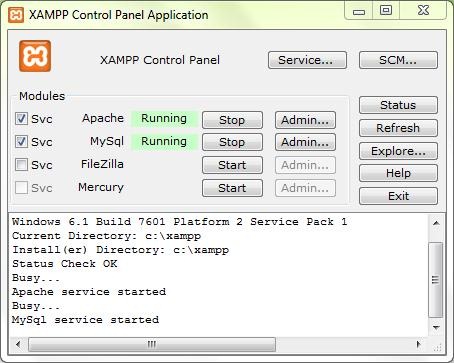 XAMPP Control Panel Application
XAMPP Control Panel Service... SCM...
Modules
Svc Apache Running Stop Admin...
Svc MySql Running Stop Admin...
Svc FileZilla Start Admin...
Svc Mercury Start Admin...
Status
Refresh
Explore...
Help
Exit
Windows 6.1 Build 7601 Platform 2 Service Pack 1
Current Directory: c:\xampp
Install(er) Directory: c:\xampp
Status Check OK
Busy...
Apache service started
Busy...
MySql service started